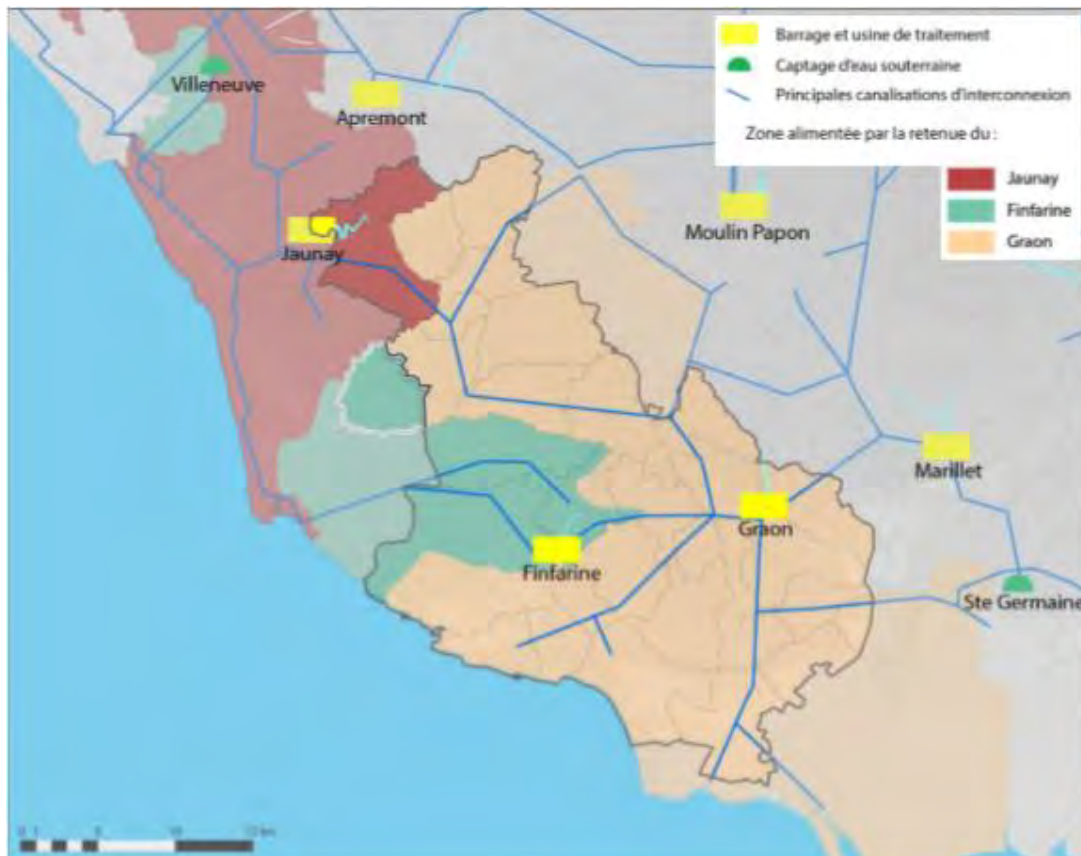 Barrage et usine de traitement
Captage d'eau souterraine
Principales canalisations d'interconnexion
Zone alimentée par la retenue du :
Jaunay
Finfarine
Graon
Villeneuve
Apremont
Moulin Papon
Jaunay
Marillet
Graon
Finfarine
Ste Germaine